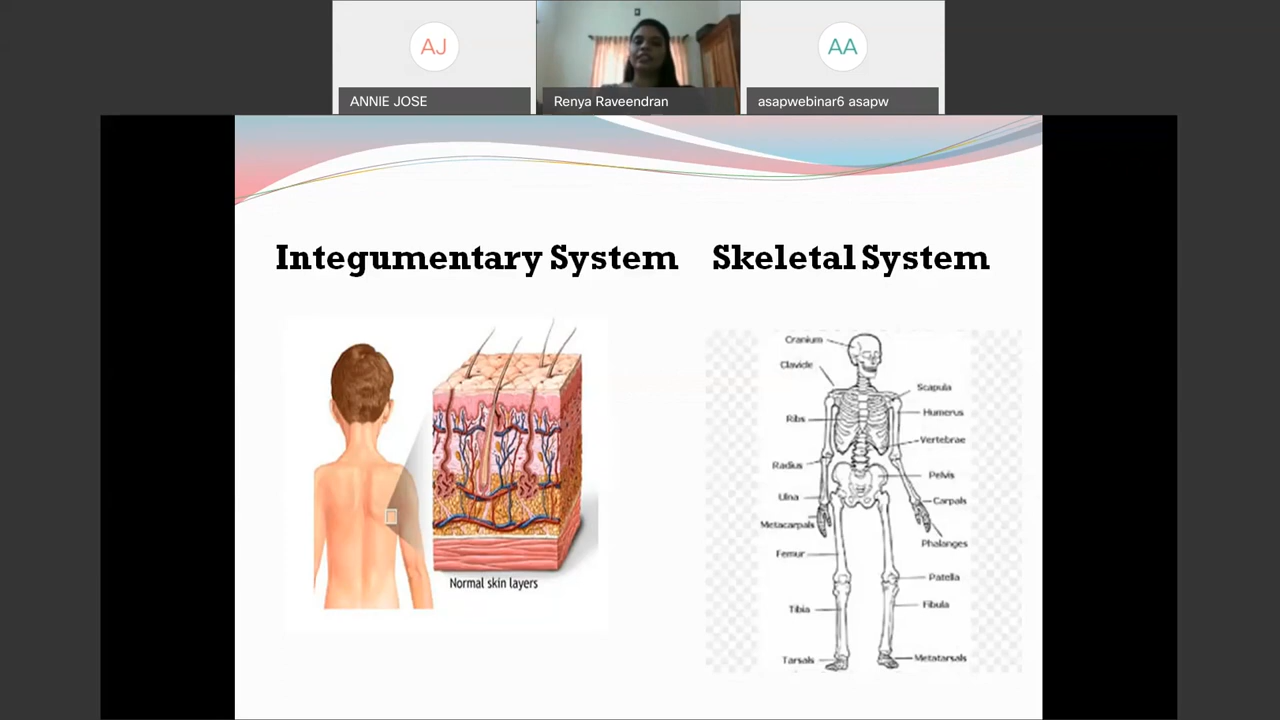 AJ
AA
ANNIE JOSE
Renya Raveendran
asapwebinar6 asapw
Integumentary System
Skeletal System
Normal skin layers
Cranium
Clavicle
Scapula
Humerus
Ribs
Vertebrae
Radius
Pelvis
Ulna
Carpals
Metacarpals
Phalanges
Femur
Patella
Tibia
Fibula
Tarsals
Metatarsals